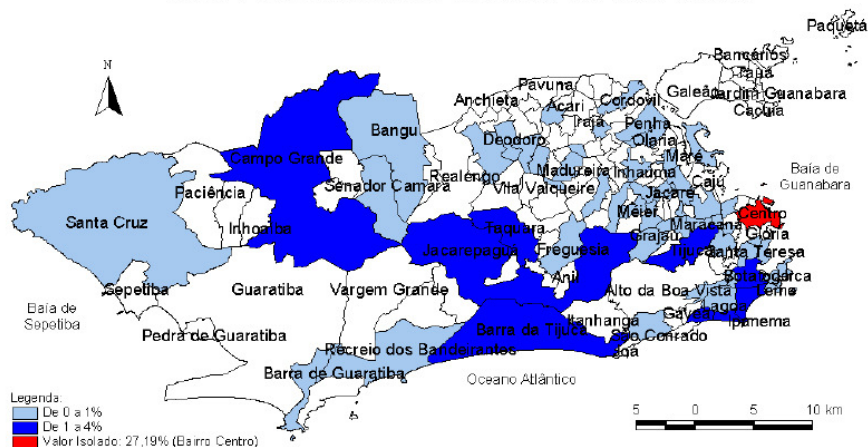 Paquetá
Bancários
Tauá
Galeão
Jardim Guanabara
Cacuia
Pavuna
Anchieta
Acari
Cordovil
Irajá
Penha
Olaria
N
Bangu
Deodoro
Campo Grande
Realengo
Madureira
Inhauma
Maré
Baía de
Guanabara
Paciência
Senador Camara
Vila Valqueire
Jacaré
Cajú
Santa Cruz
Inhoaíba
Méier
Maracanã
Centro
Taquara
Glória
Jacarepaguá
Freguesia
Grajaú
Tijuca
Santa Teresa
Anil
Sepetiba
Guaratiba
Vargem Grande
Alto da Boa Vista
Lagoa
Leme
Baía de
Sepetiba
Pedra de Guaratiba
Barra da Tijuca
Itanhangá
Gávea
Ipanema
Recreio dos Bandeirantes
São Conrado
Joá
Barra de Guaratiba
Oceano Atlântico
Legenda:
De 0 a 1%
De 1 a 4%
Valor Isolado: 27,19% (Bairro Centro)
5 0 5 10 km